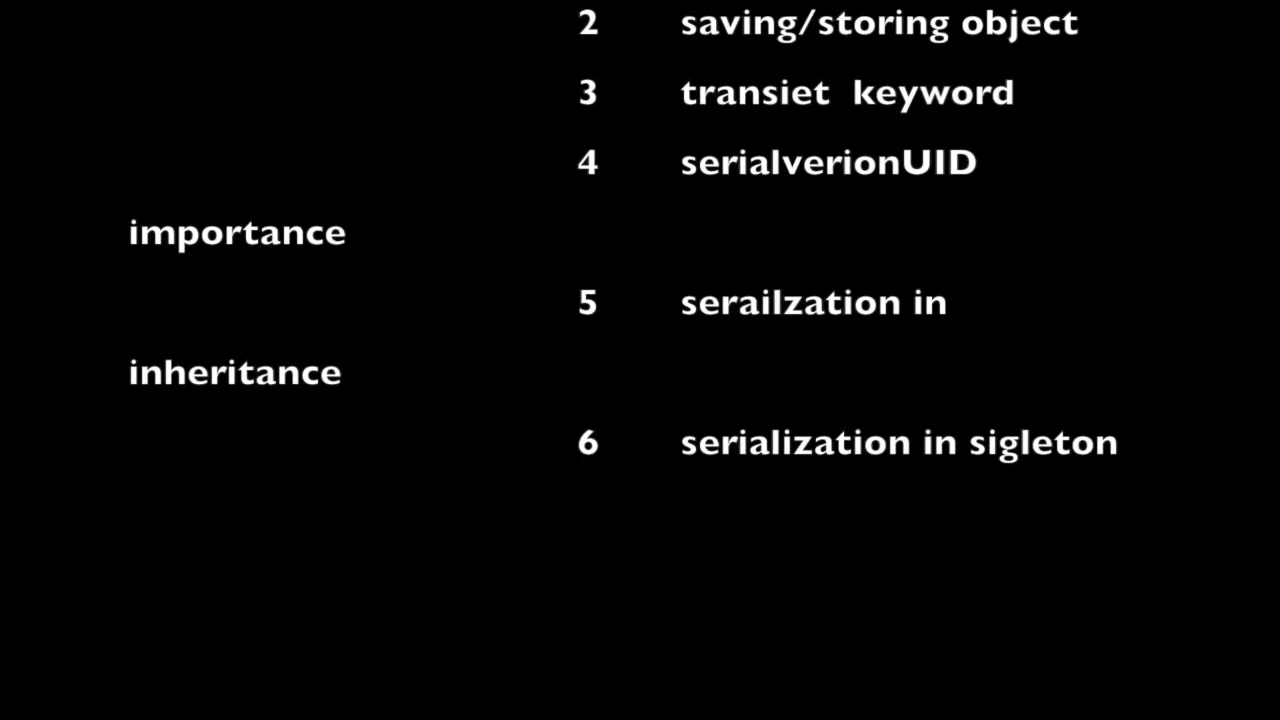 2 saving/storing object
3 transiet keyword
4 serialverionUID
importance
5 serailzation in
inheritance
6 serialization in sigleton